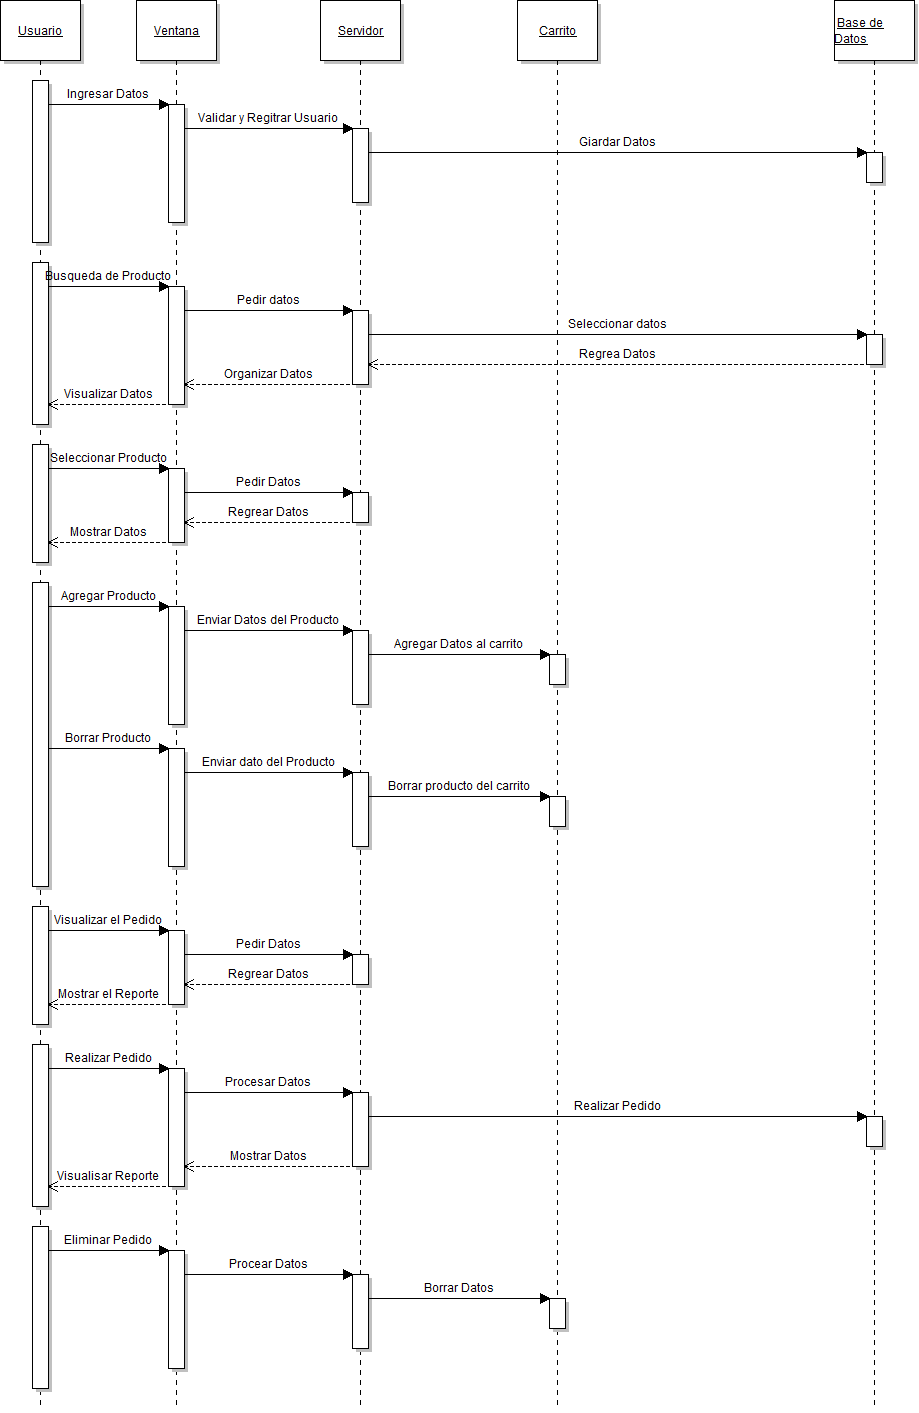 Usuario
Ventana
Servidor
Carrito
Base de
Datos
Ingresar Datos
Validar y Regitrar Usuario
Giardar Datos
Busqueda de Producto
Pedir datos
Seleccionar datos
Regrea Datos
Organizar Datos
Visualizar Datos
Seleccionar Producto
Pedir Datos
Regrear Datos
Mostrar Datos
Agregar Producto
Enviar Datos del Producto
Agregar Datos al carrito
Borrar Producto
Enviar dato del Producto
Borrar producto del carrito
Visualizar el Pedido
Pedir Datos
Regrear Datos
Mostrar el Reporte
Realizar Pedido
Procesar Datos
Realizar Pedido
Mostrar Datos
Visualisar Reporte
Eliminar Pedido
Procear Datos
Borrar Datos